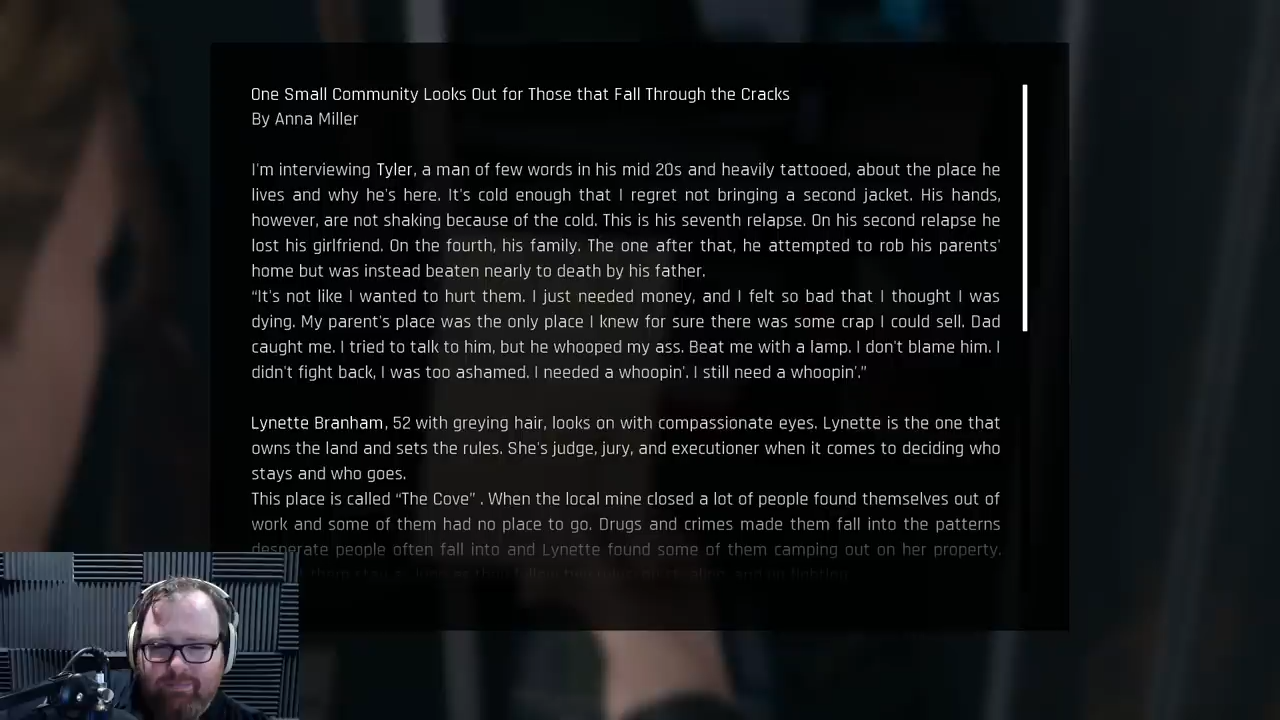 One Small Community Looks Out for Those that Fall Through the Cracks
By Anna Miller
I'm interviewing Tyler, a man of few words in his mid 20s and heavily tattooed, about the place he
lives and why he's here. It's cold enough that I regret not bringing a second jacket. His hands,
however, are not shaking because of the cold. This is his seventh relapse. On his second relapse he
lost his girlfriend. On the fourth, his family. The one after that, he attempted to rob his parents'
home but was instead beaten nearly to death by his father.
“It's not like I wanted to hurt them. I just needed money, and I felt so bad that I thought I was
dying. My parent's place was the only place I knew for sure there was some crap I could sell. Dad
caught me. I tried to talk to him, but he whooped my ass. Beat me with a lamp. I don't blame him. I
didn't fight back, I was too ashamed. I needed a whoopin'. I still need a whoopin'.”
Lynette Branham, 52 with greying hair, looks on with compassionate eyes. Lynette is the one that
owns the land and sets the rules. She's judge, jury, and executioner when it comes to deciding who
stays and who goes.
This place is called “The Cove” . When the local mine closed a lot of people found themselves out of
work and some of them had no place to go. Drugs and crimes made them fall into the patterns
desperate people often fall into and Lynette found some of them camping out on her property.